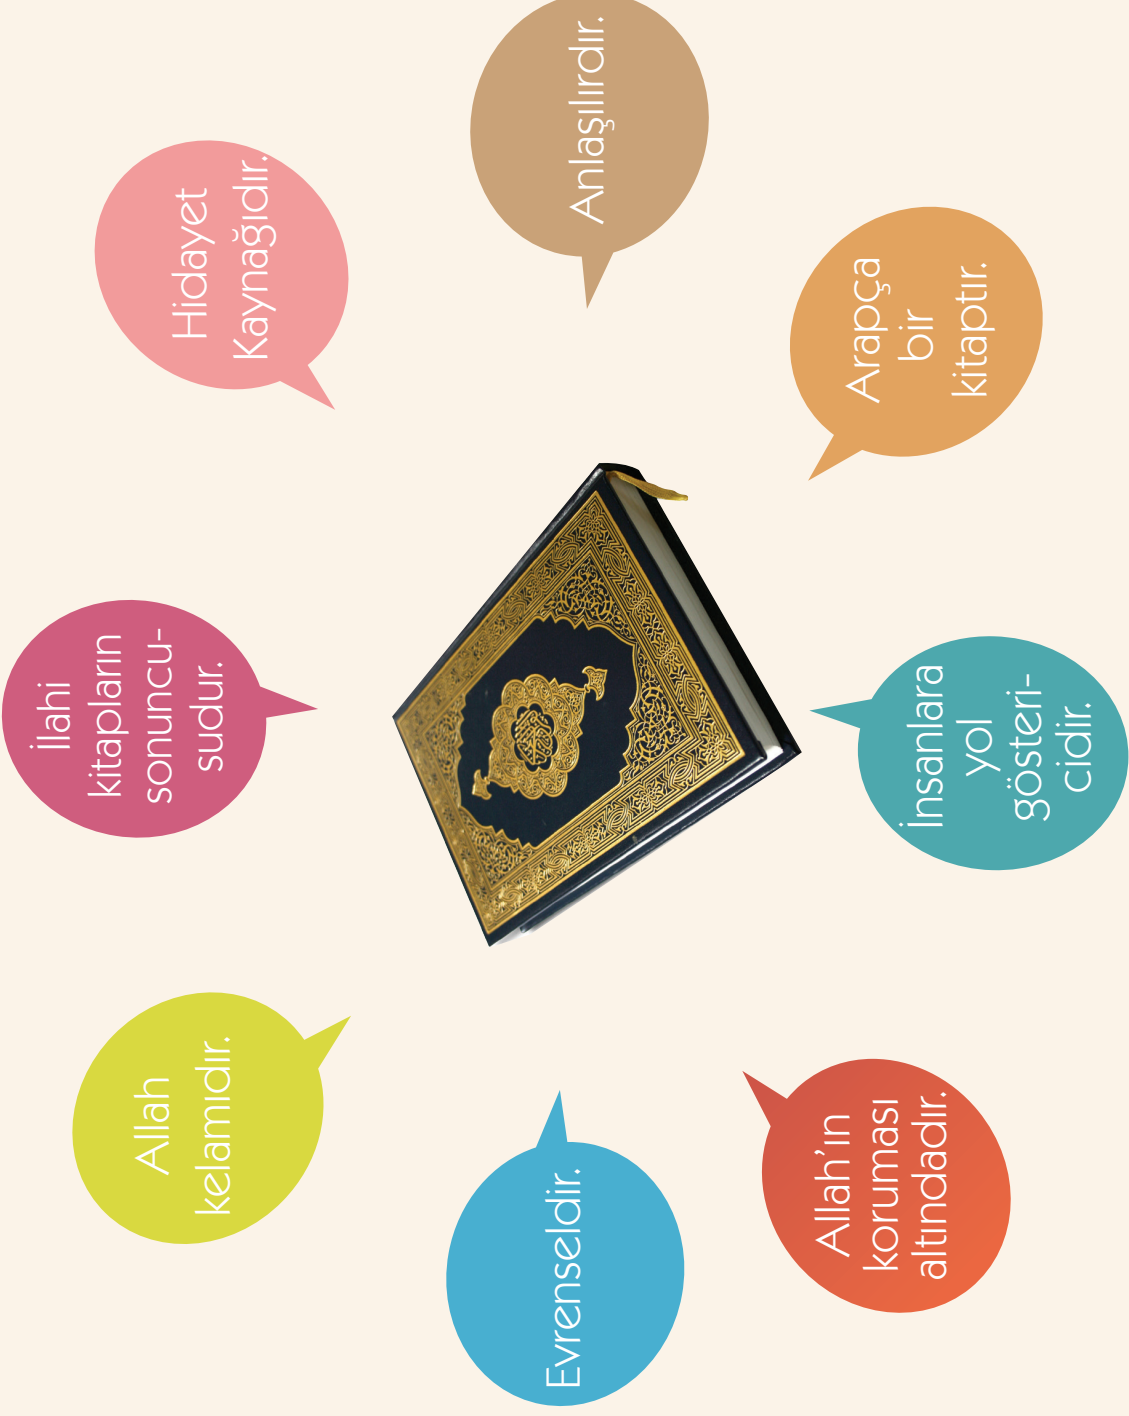 Allah
kelamıdır.
İlahi
kitapların
sonuncu-
sudur.
Hidayet
Kaynağıdır.
Evrenseldir.
Anlaşılırdır.
Allah’ın
koruması
altındadır.
İnsanlara
yol
gösteri-
cidir.
Arapça
bir
kitaptır.